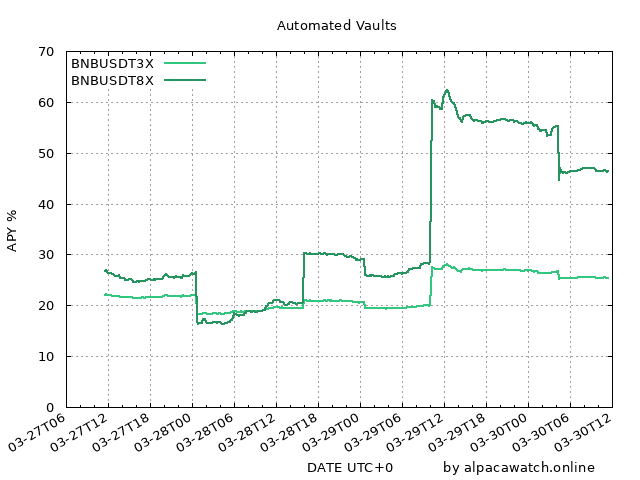 Automated Vaults
BNBUSDT3X
BNBUSDT8X
APY %
70
60
50
40
30
20
10
0
03-27T06
03-27T12
03-27T18
03-28T00
03-28T06
03-28T12
03-28T18
03-29T00
03-29T06
03-29T12
03-29T18
03-30T00
03-30T06
03-30T12
DATE UTC+0
by alpacawatch.online